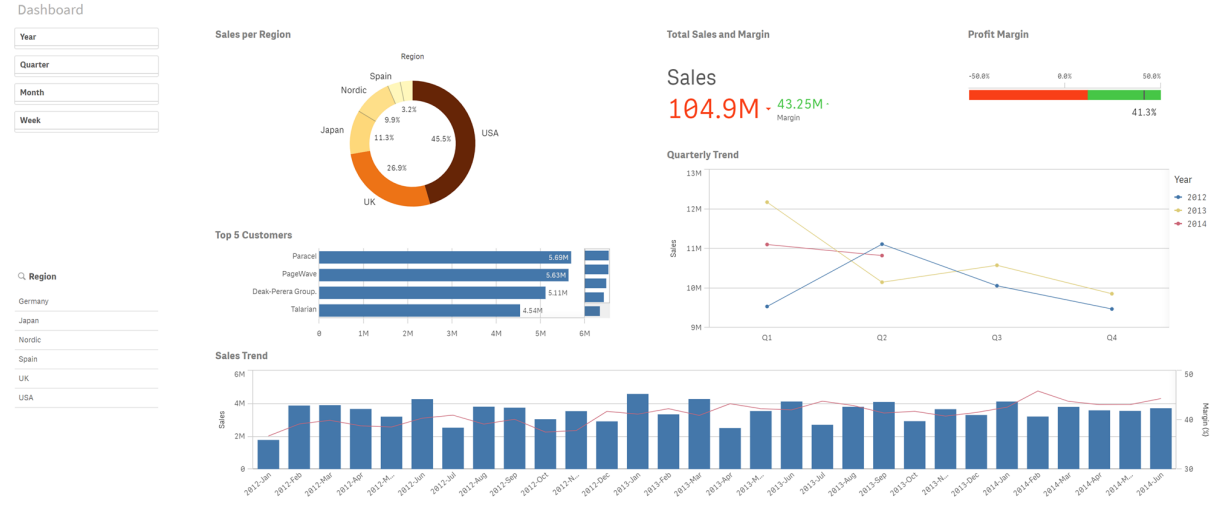 Dashboard
Year
Quarter
Month
Week
Region
Germany
Japan
Nordic
Spain
UK
USA
Sales per Region
Region
Spain
Nordic
Japan
UK
USA
3.2%
9.9%
11.3%
26.9%
45.5%
Top 5 Customers
Paracel 5.69M
PageWave 5.63M
Deak-Perera Group. 5.11M
Talarian 4.54M
0 1M 2M 3M 4M 5M 6M
Total Sales and Margin
Sales
104.9M 43.25M
Margin
Profit Margin
-50.0% 0.0% 50.0%
41.3%
Quarterly Trend
13M
12M
11M
10M
9M
Sales
Q1 Q2 Q3 Q4
Year
2012
2013
2014
Sales Trend
6M
4M
2M
0
Sales
50
40
30
Margin (%)
2012-Jan 2012-Feb 2012-Mar 2012-Apr 2012-M... 2012-Jun 2012-Jul 2012-Aug 2012-Sep 2012-Oct 2012-N... 2012-Dec 2013-Jan 2013-Feb 2013-Mar 2013-Apr 2013-M... 2013-Jun 2013-Jul 2013-Aug 2013-Sep 2013-Oct 2013-N... 2013-Dec 2014-Jan 2014-Feb 2014-Mar 2014-Apr 2014-M... 2014-Jun